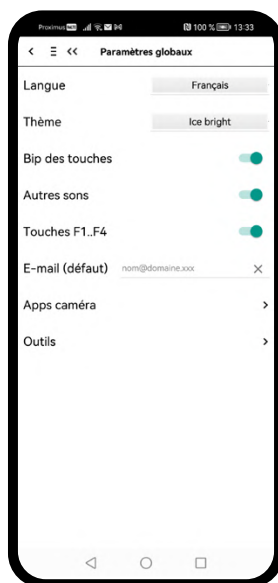 Proximus 100 % 13:33
<< Paramètres globaux
Langue Français
Thème Ice bright
Bip des touches
Autres sons
Touches F1..F4
E-mail (défaut) nom@domaine.xxx
Apps caméra
Outils